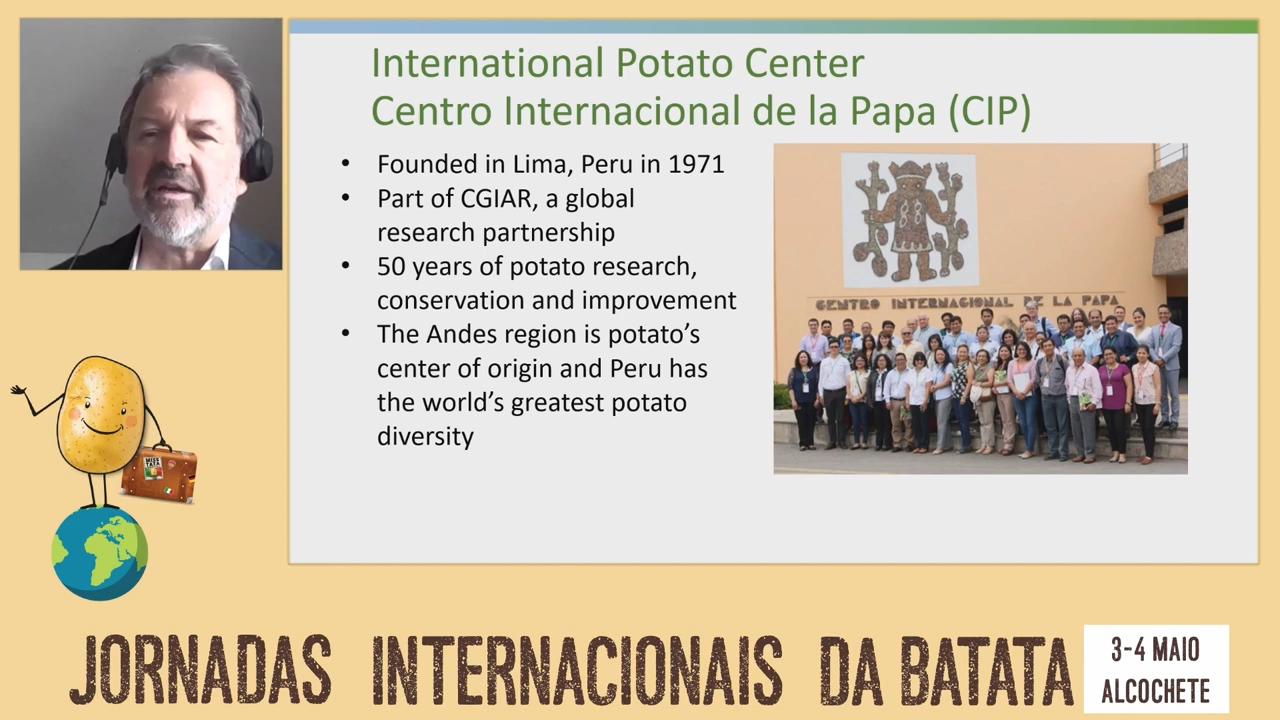 International Potato Center
Centro Internacional de la Papa (CIP)
• Founded in Lima, Peru in 1971
• Part of CGIAR, a global
research partnership
• 50 years of potato research,
conservation and improvement
• The Andes region is potato’s
center of origin and Peru has
the world’s greatest potato
diversity
CENTRO INTERNACIONAL DE LA PAPA
MISS
TATA
JORNADAS INTERNACIONAIS DA BATATA
3-4 MAIO
ALCOCHETE